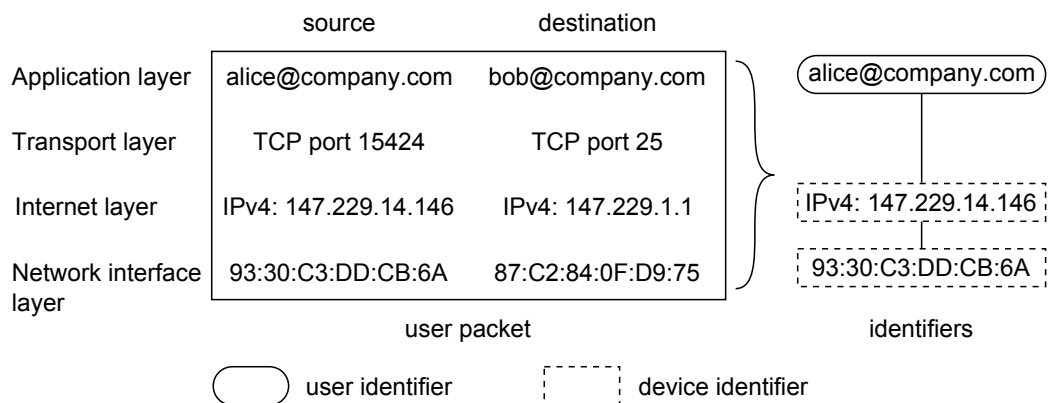 source destination
Application layer alice@company.com bob@company.com alice@company.com
Transport layer TCP port 15424 TCP port 25
Internet layer IPv4: 147.229.14.146 IPv4: 147.229.1.1 IPv4: 147.229.14.146
Network interface 93:30:C3:DD:CB:6A 87:C2:84:0F:D9:75 93:30:C3:DD:CB:6A
layer
user packet identifiers
user identifier device identifier